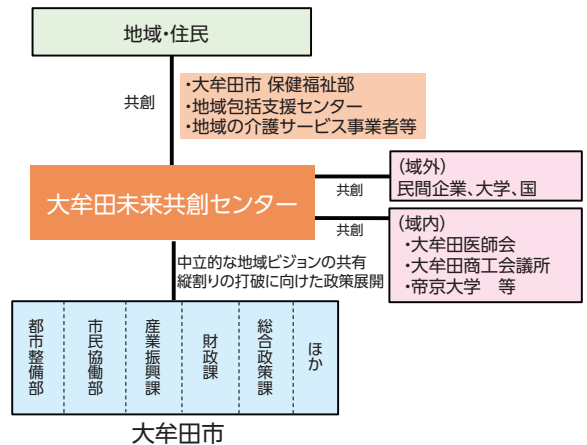 地域・住民
共創
・大牟田市 保健福祉部
・地域包括支援センター
・地域の介護サービス事業者等
大牟田未来共創センター
共創
（域外）
民間企業、大学、国
共創
（域内）
・大牟田医師会
・大牟田商工会議所
・帝京大学　等
中立的な地域ビジョンの共有
縦割りの打破に向けた政策展開
都市整備部
市民協働部
産業振興課
財政課
総合政策課
ほか
大牟田市